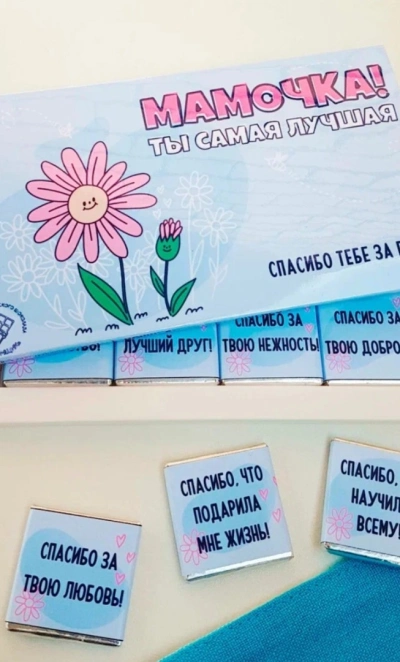 МАМОЧКА!
ТЫ САМАЯ ЛУЧШАЯ
СПАСИБО ТЕБЕ ЗА
ЛУЧШИЙ ДРУГ!
СПАСИБО ЗА
ТВОЮ НЕЖНОСТЬ!
СПАСИБО ЗА
ТВОЮ ДОБРО
СПАСИБО ЗА
ТВОЮ ЛЮБОВЬ!
СПАСИБО, ЧТО
ПОДАРИЛА
МНЕ ЖИЗНЬ!
СПАСИБО,
НАУЧИЛ
ВСЕМУ!